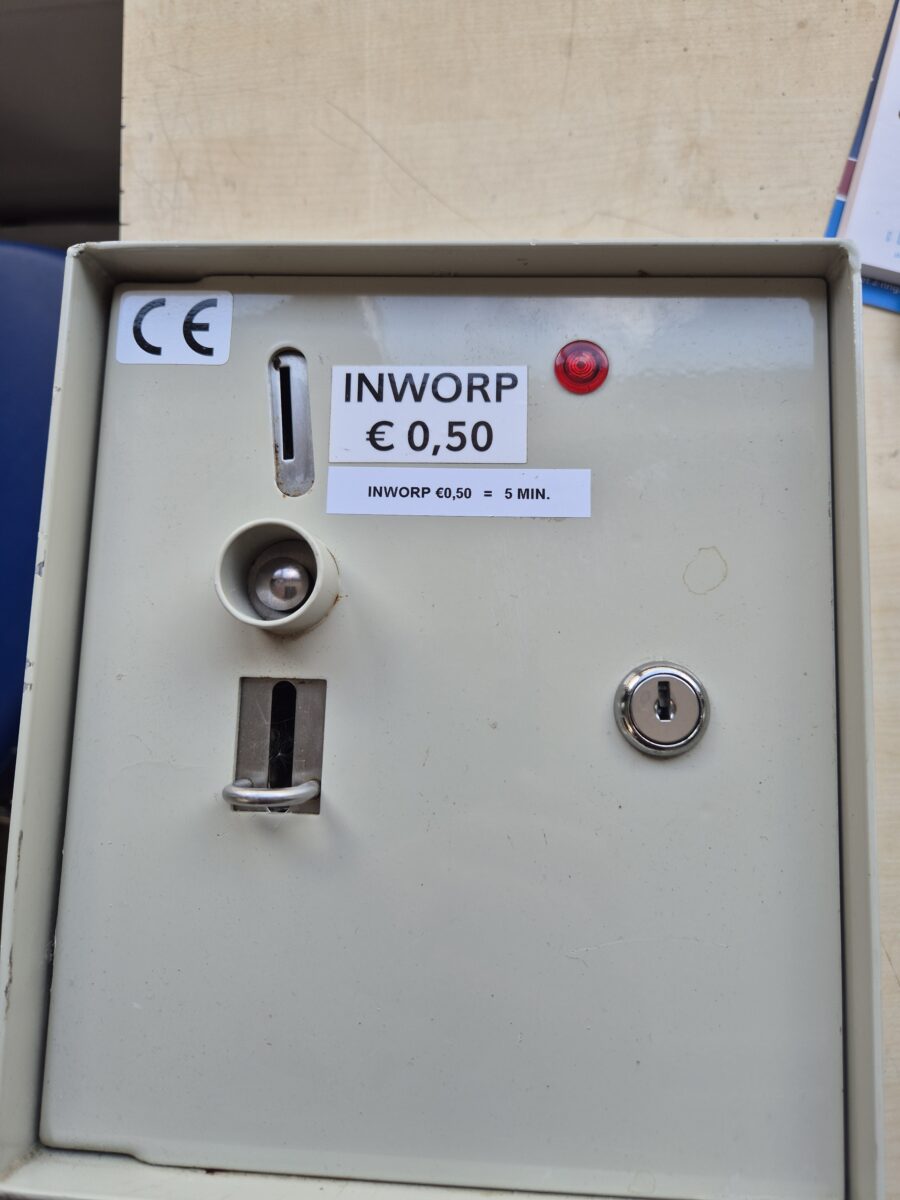 CE
INWORP
€ 0,50
INWORP €0,50 = 5 MIN.